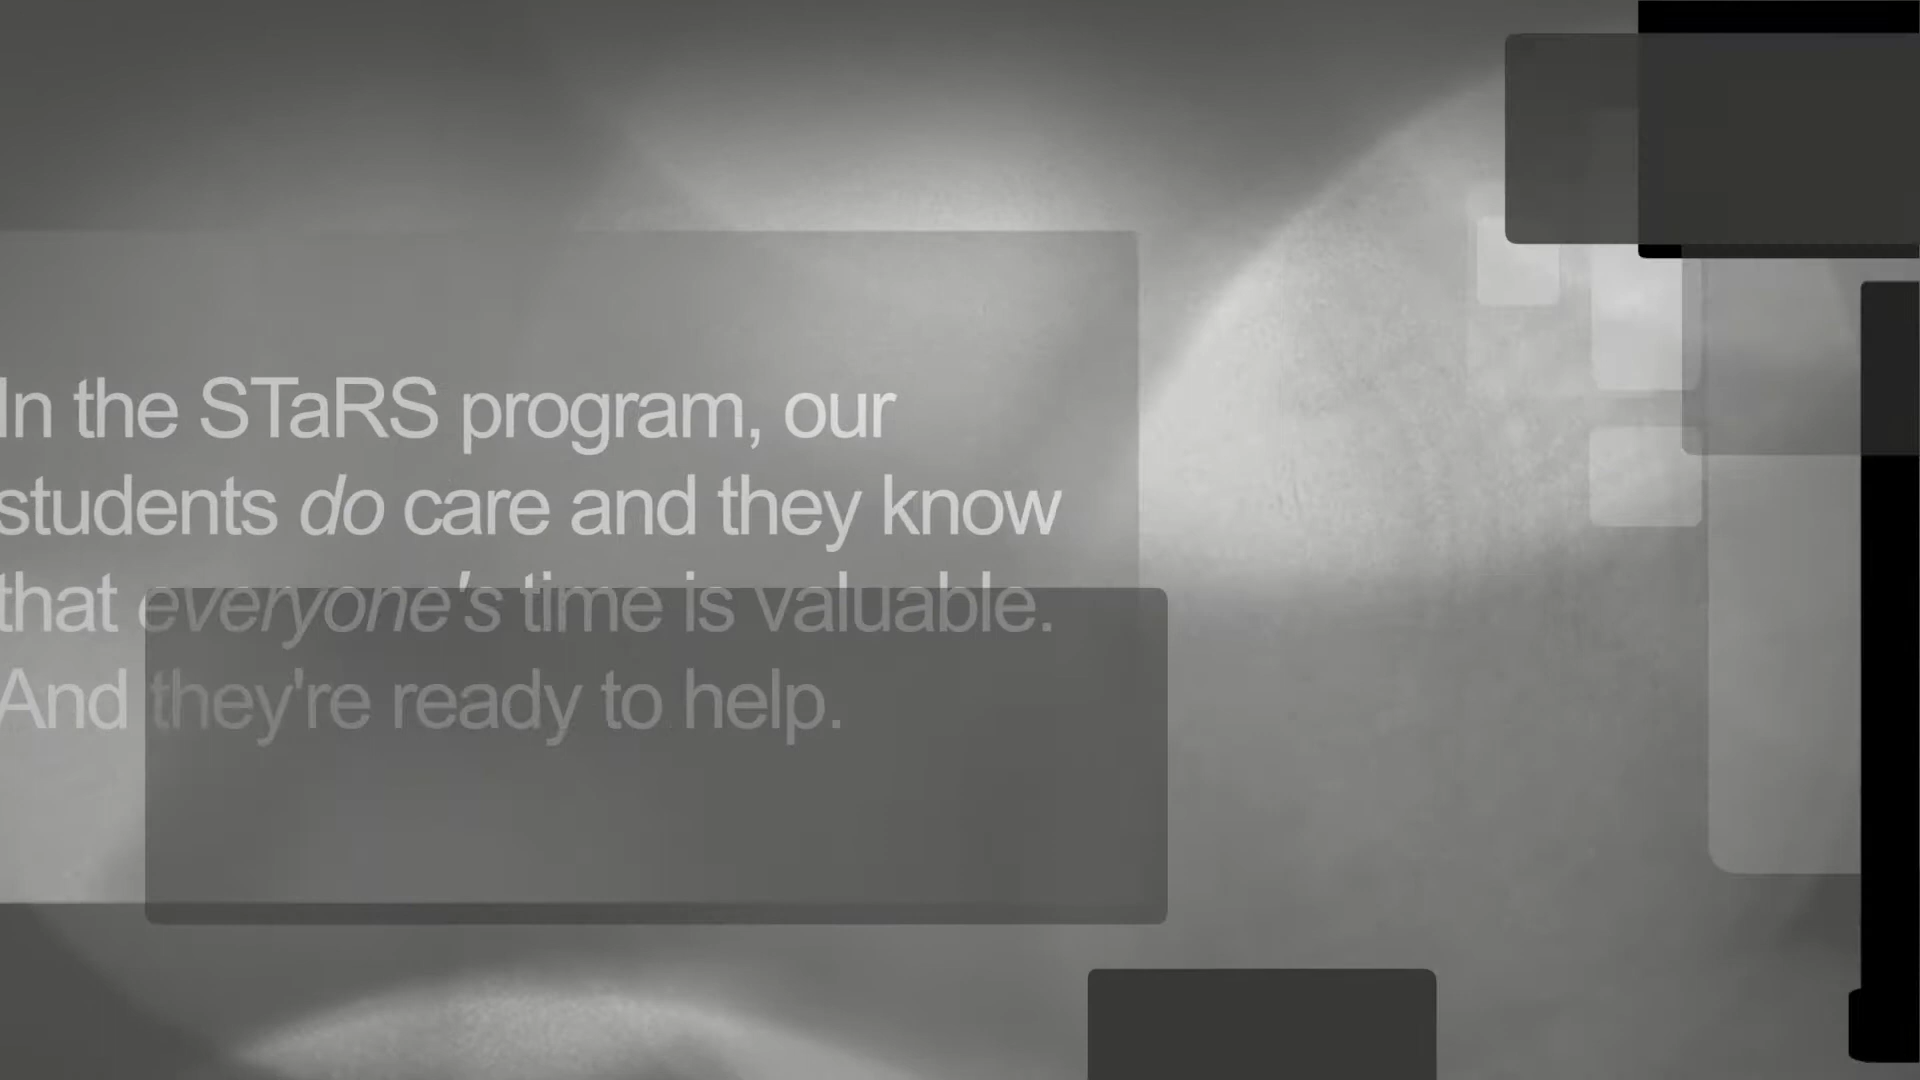 In the STaRS program, our
students do care and they know
that everyone's time is valuable.
And they're ready to help.